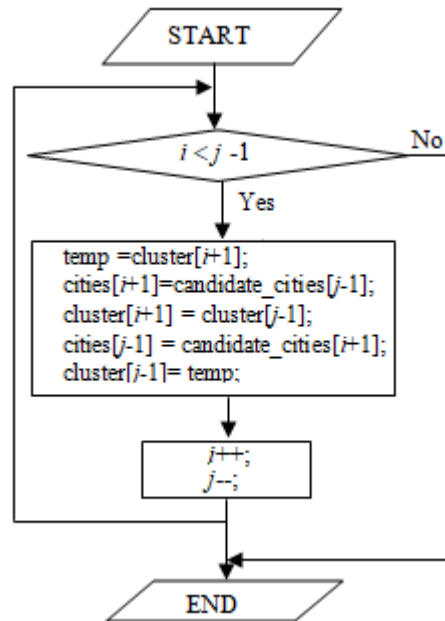 START
i < j -1
No
Yes
temp =cluster[i+1];
cities[i+1]=candidate_cities[j-1];
cluster[i+1] = cluster[j-1];
cities[j-1] = candidate_cities[i+1];
cluster[j-1]= temp;
i++;
j--;
END